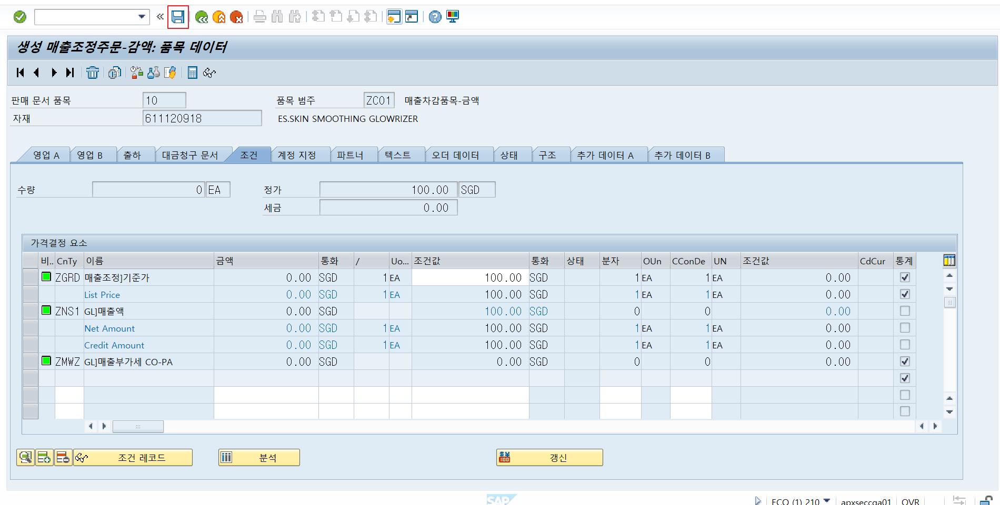 생성 매출조정주문-감액: 품목 데이터
판매 문서 품목 10 품목 범주 ZC01 매출차감품목-금액
자재 611120918 ES.SKIN SMOOTHING GLOWRIZER
영업 A 영업 B 출하 대금청구 문서 조건 계정 지정 파트너 텍스트 오더 데이터 상태 구조 추가 데이터 A 추가 데이터 B
수량 0 EA 정가 100.00 SGD
세금 0.00
가격결정 요소
비.. CnTy 이름 금액 통화 / Uo... 조건값 통화 상태 분자 OUn CConDe UN 조건값 CdCur 통계
ZGRD 매출조정]기준가 0.00 SGD 1 EA 100.00 SGD 1 EA 1 EA 0.00
List Price 0.00 SGD 1 EA 100.00 SGD 1 EA 1 EA 0.00
ZNS1 GL]매출액 0.00 SGD 100.00 SGD 0 0 0.00
Net Amount 0.00 SGD 1 EA 100.00 SGD 1 EA 1 EA 0.00
Credit Amount 0.00 SGD 1 EA 100.00 SGD 1 EA 1 EA 0.00
ZMWZ GL]매출부가세 CO-PA 0.00 SGD 0.00 SGD 0 0 0.00
조건 레코드 분석 갱신
SAP ECO (1) 210 apxseccqa01 OVR